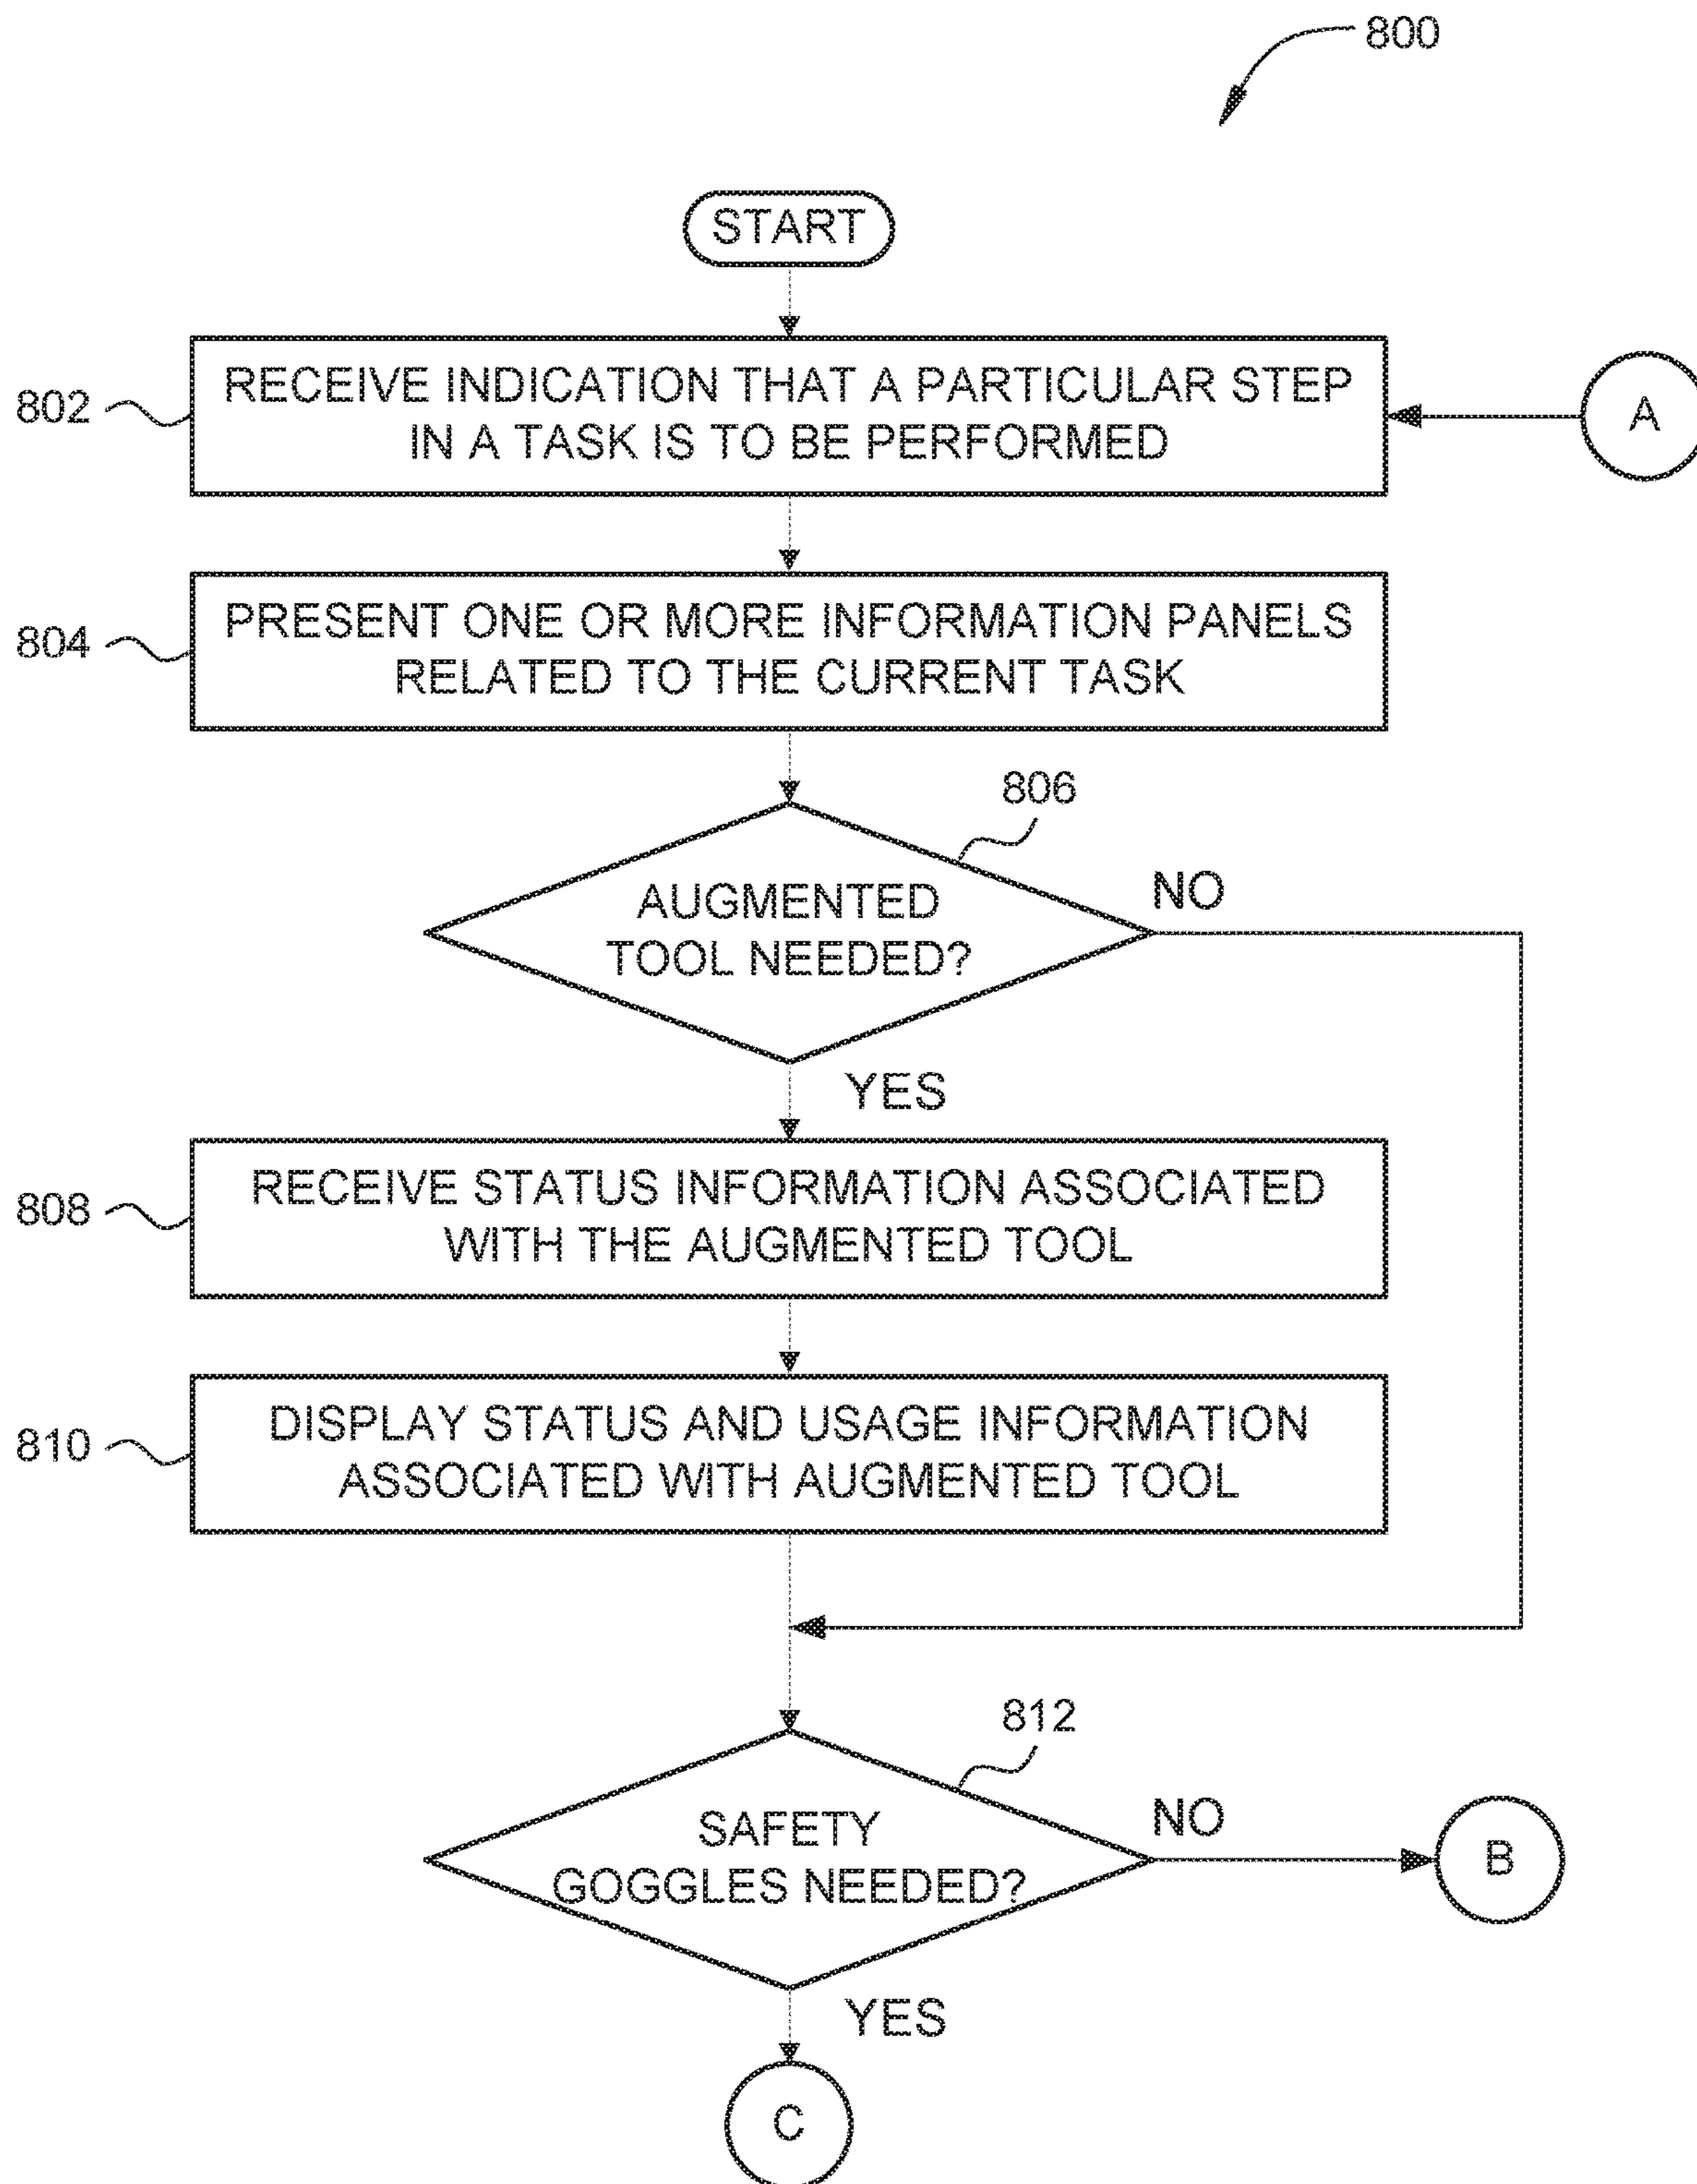 800
START
802
RECEIVE INDICATION THAT A PARTICULAR STEP
IN A TASK IS TO BE PERFORMED
A
804
PRESENT ONE OR MORE INFORMATION PANELS
RELATED TO THE CURRENT TASK
806
AUGMENTED
TOOL NEEDED?
NO
YES
808
RECEIVE STATUS INFORMATION ASSOCIATED
WITH THE AUGMENTED TOOL
810
DISPLAY STATUS AND USAGE INFORMATION
ASSOCIATED WITH AUGMENTED TOOL
812
SAFETY
GOGGLES NEEDED?
NO
B
YES
C